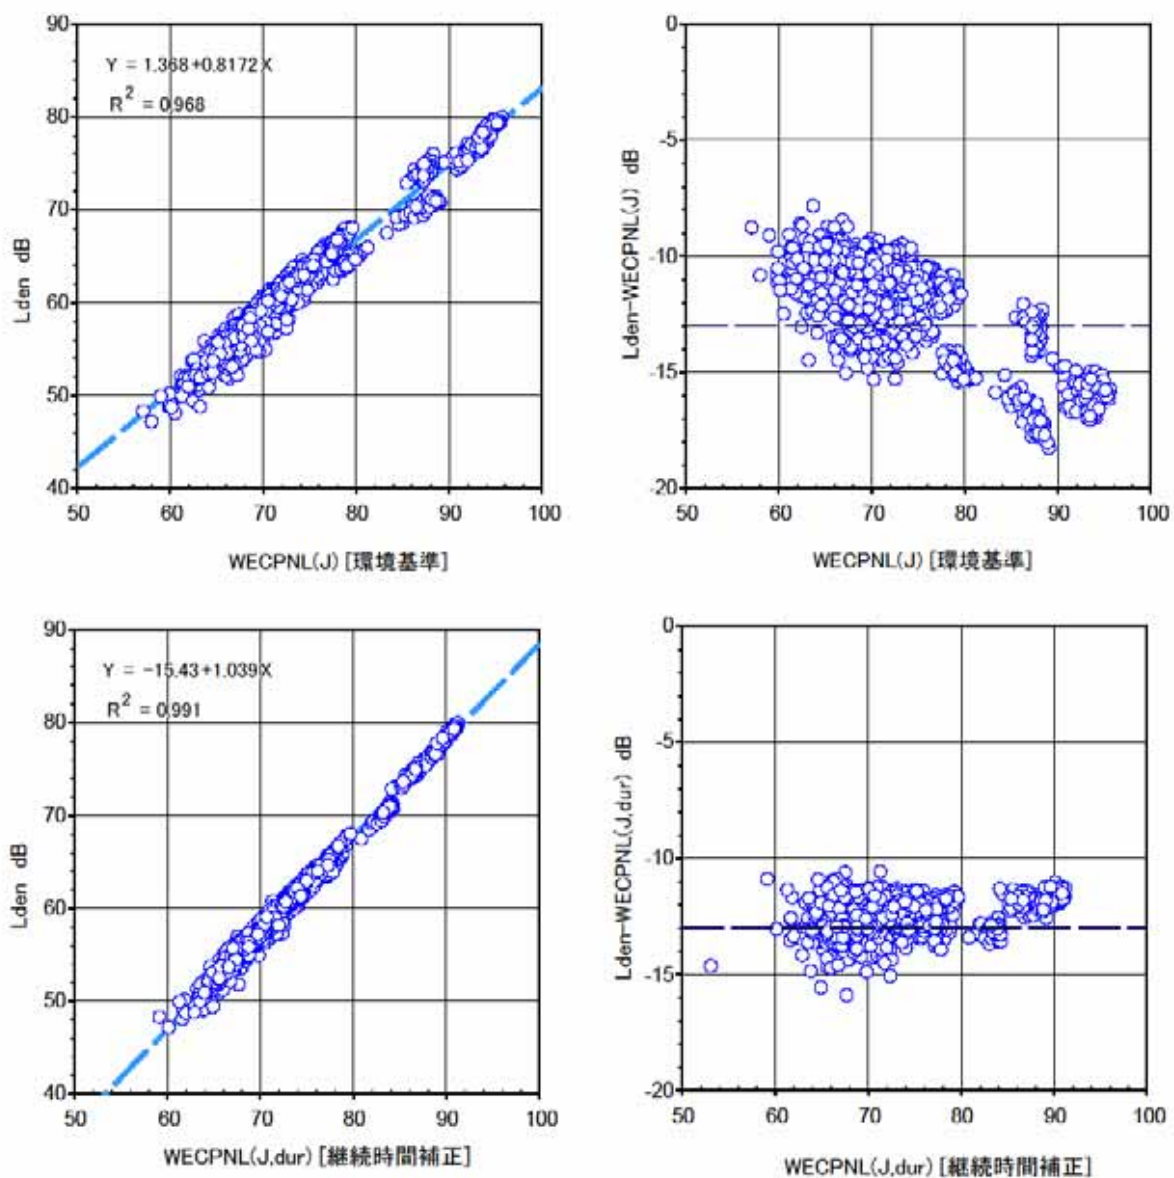 90
80
70
60
50
40
Lden dB
Y = 1.368+0.8172X
R² = 0.968
50 60 70 80 90 100
WECPNL(J) [環境基準]
0
-5
-10
-15
-20
Lden-WECPNL(J) dB
50 60 70 80 90 100
WECPNL(J) [環境基準]
90
80
70
60
50
40
Lden dB
Y = -15.43+1.039X
R² = 0.991
50 60 70 80 90 100
WECPNL(J,dur) [継続時間補正]
0
-5
-10
-15
-20
Lden-WECPNL(J,dur) dB
50 60 70 80 90 100
WECPNL(J,dur) [継続時間補正]